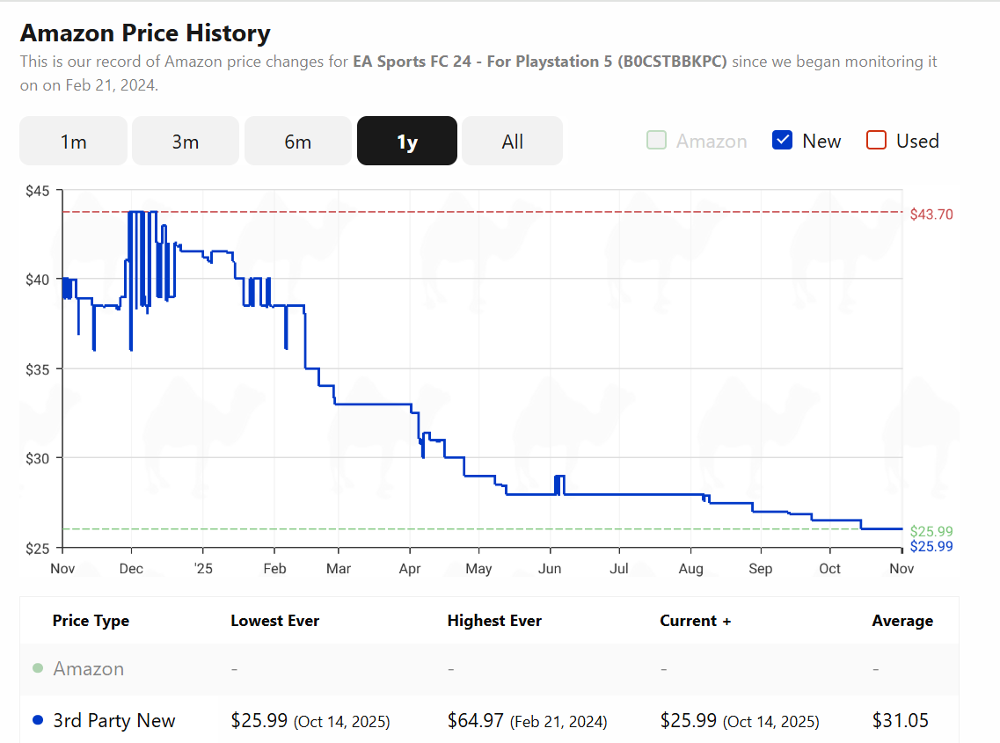 Amazon Price History
This is our record of Amazon price changes for EA Sports FC 24 - For Playstation 5 (B0CSTBBKPC) since we began monitoring it
on on Feb 21, 2024.
1m 3m 6m 1y All Amazon New Used
$45
$43.70
$40
$35
$30
$25.99
$25 $25.99
Nov Dec '25 Feb Mar Apr May Jun Jul Aug Sep Oct Nov
Price Type Lowest Ever Highest Ever Current + Average
Amazon - - - -
3rd Party New $25.99 (Oct 14, 2025) $64.97 (Feb 21, 2024) $25.99 (Oct 14, 2025) $31.05